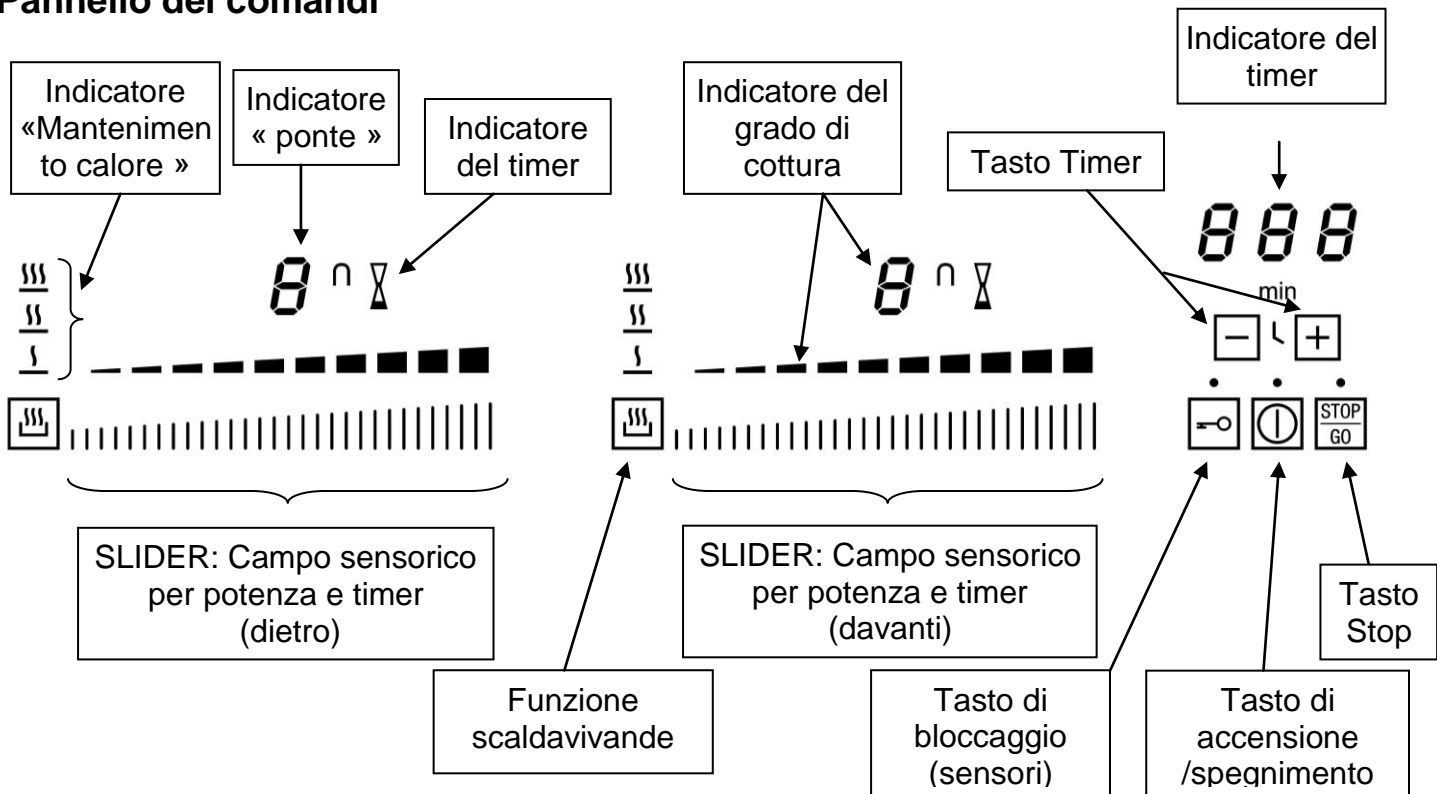 Pannello dei comandi
Indicatore del
timer
Indicatore
«Mantenimen
to calore »
Indicatore
« ponte »
Indicatore
del timer
Indicatore del
grado di
cottura
Tasto Timer
8
8
888
min
STOP
GO
SLIDER: Campo sensorico
per potenza e timer
(dietro)
SLIDER: Campo sensorico
per potenza e timer
(davanti)
Tasto
Stop
Funzione
scaldavivande
Tasto di
bloccaggio
(sensori)
Tasto di
accensione
/spegnimento